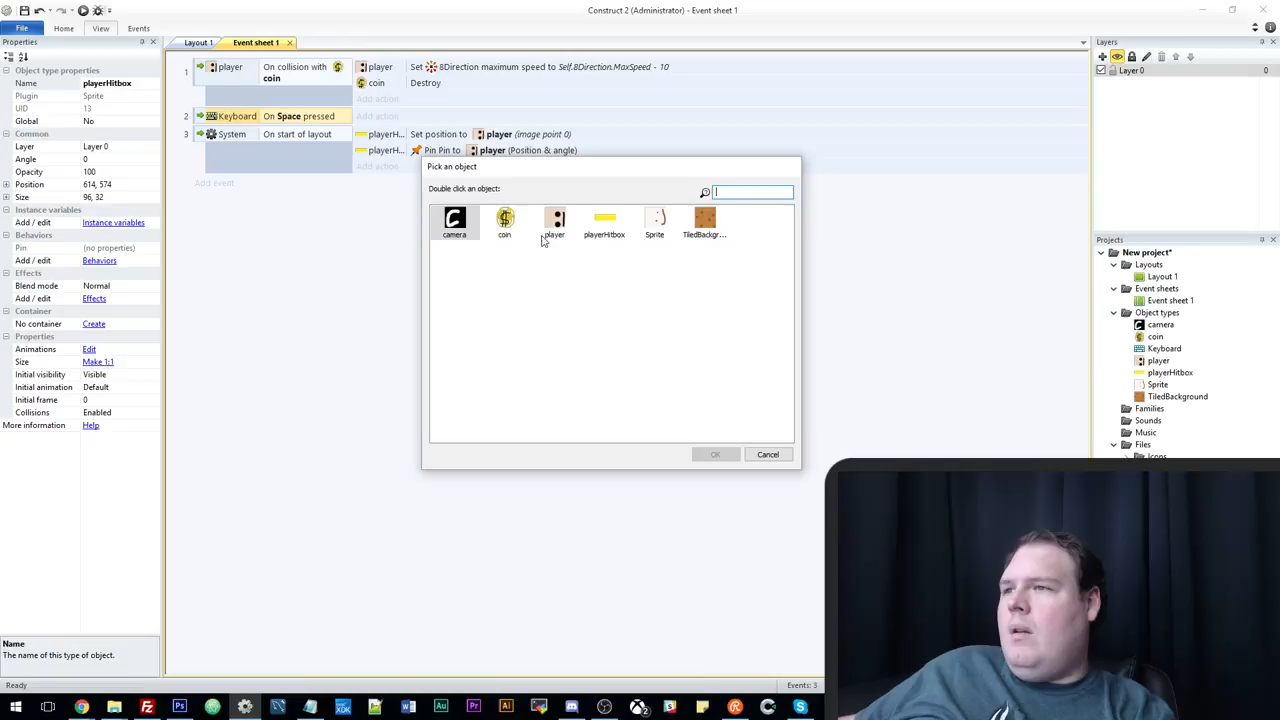 Construct 2 (Administrator) - Event sheet 1
File
Home
View
Events
Properties
Object type properties
Name playerHitbox
Plugin Sprite
UID 13
Global No
Common
Layer Layer 0
Angle 0
Opacity 100
Position 614, 574
Size 96, 32
Instance variables
Add / edit Instance variables
Behaviors
Pin (no properties)
Add / edit Behaviors
Effects
Blend mode Normal
Add / edit Effects
Container
No container Create
Properties
Animations Edit
Size Make 1:1
Initial visibility Visible
Initial animation Default
Initial frame 0
Collisions Enabled
More information Help
Name
The name of this type of object.
Ready
Layout 1
Event sheet 1
1
player On collision with coin
player Set 8Direction maximum speed to Self.8Direction.MaxSpeed - 10
coin Destroy
Add action
2
Keyboard On Space pressed
Add action
3
System On start of layout
playerH... Set position to player (image point 0)
playerH... Pin Pin to player (Position & angle)
Add action
Add event
Pick an object
Double click an object:
camera
coin
player
playerHitbox
Sprite
TiledBackgr...
OK
Cancel
Layers
Layer 0 0
Projects
New project*
Layouts
Layout 1
Event sheets
Event sheet 1
Object types
camera
coin
Keyboard
player
playerHitbox
Sprite
TiledBackground
Families
Sounds
Music
Files
Icons
Events: 3